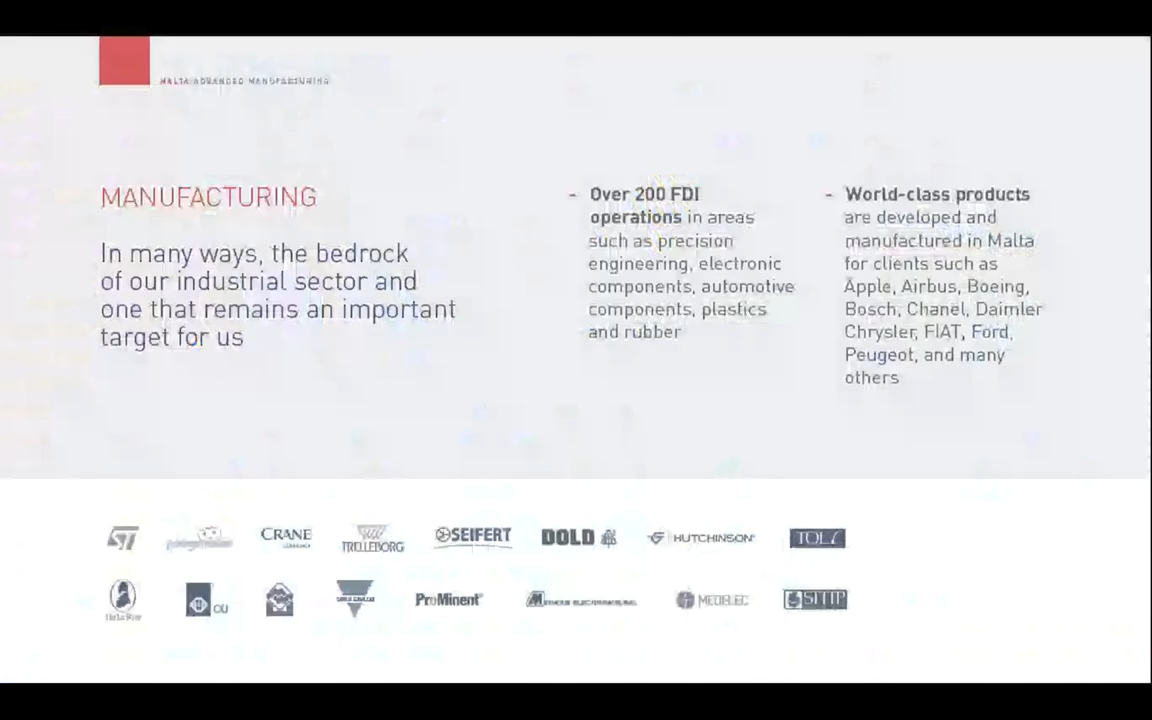 MALTA ADVANCED MANUFACTURING
MANUFACTURING
In many ways, the bedrock
of our industrial sector and
one that remains an important
target for us
- Over 200 FDI
operations in areas
such as precision
engineering, electronic
components, automotive
components, plastics
and rubber
- World-class products
are developed and
manufactured in Malta
for clients such as
Apple, Airbus, Boeing,
Bosch, Chanel, Daimler
Chrysler, FIAT, Ford,
Peugeot, and many
others
ST
CRANE
TRELLEBORG
SEIFERT
DOLD
HUTCHINSON
TOLY
ProMinent
MEDELEC